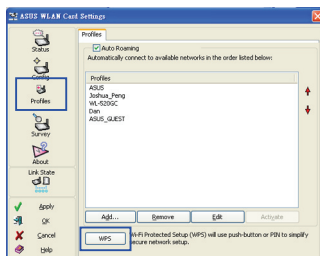 ASUS WLAN Card Settings
Status
Config
Profiles
Survey
About
Link State
Apply
OK
Cancel
Help
Profiles
Auto Roaming
Automatically connect to available networks in the order listed below:
Profiles
ASUS
Joshua_Peng
WL-520GC
Dan
ASUS_GUEST
Add...
Remove
Edit
Activate
WPS
Wi-Fi Protected Setup (WPS) will use push-button or PIN to simplify
secure network setup.